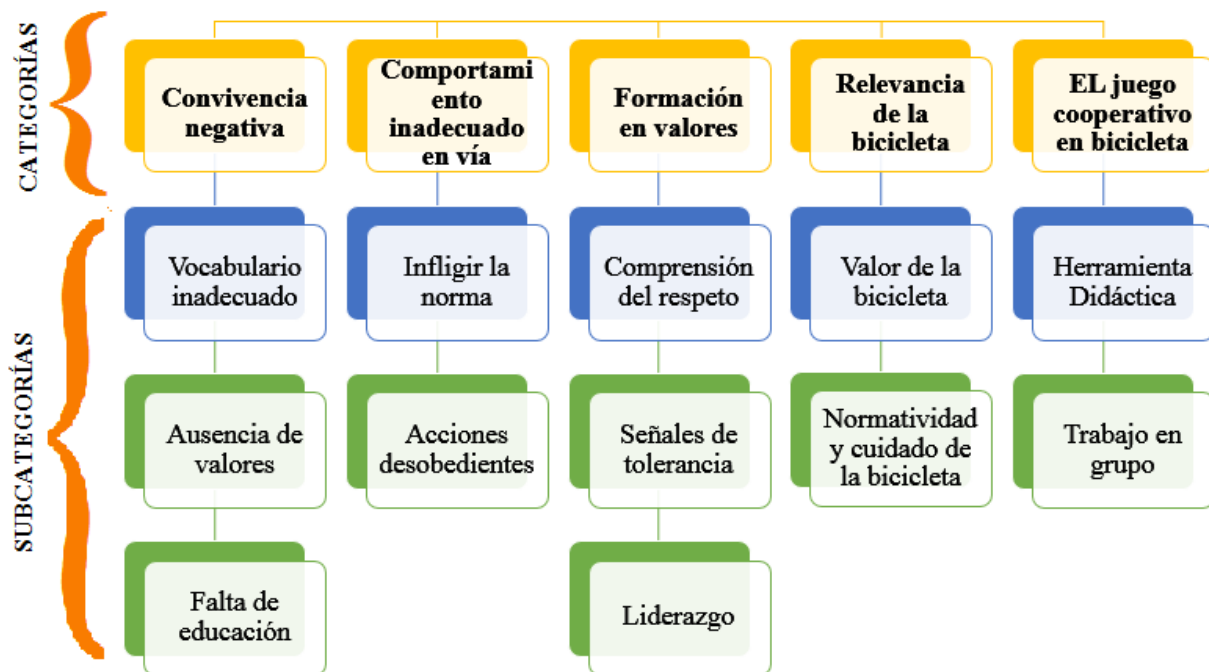 CATEGORÍAS
Convivencia
negativa
Comportami
ento
inadecuado
en vía
Formación
en valores
Relevancia
de la
bicicleta
EL juego
cooperativo
en bicicleta
SUBCATEGORÍAS
Vocabulario
inadecuado
Infligir la
norma
Comprensión
del respeto
Valor de la
bicicleta
Herramienta
Didáctica
Ausencia de
valores
Acciones
desobedientes
Señales de
tolerancia
Normatividad
y cuidado de
la bicicleta
Trabajo en
grupo
Falta de
educación
Liderazgo